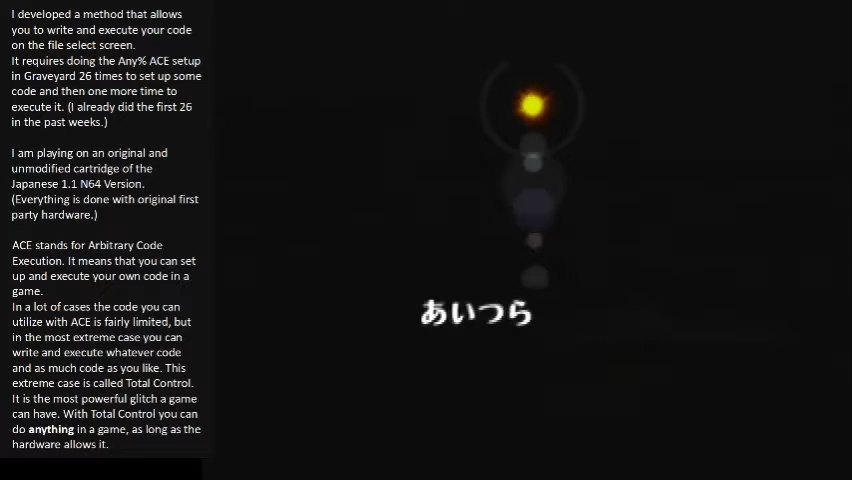 I developed a method that allows
you to write and execute your code
on the file select screen.
It requires doing the Any% ACE setup
in Graveyard 26 times to set up some
code and then one more time to
execute it. (I already did the first 26
in the past weeks.)
I am playing on an original and
unmodified cartridge of the
Japanese 1.1 N64 Version.
(Everything is done with original first
party hardware.)
ACE stands for Arbitrary Code
Execution. It means that you can set
up and execute your own code in a
game.
In a lot of cases the code you can
utilize with ACE is fairly limited, but
in the most extreme case you can
write and execute whatever code
and as much code as you like. This
extreme case is called Total Control.
It is the most powerful glitch a game
can have. With Total Control you can
do anything in a game, as long as the
hardware allows it.
あいつら